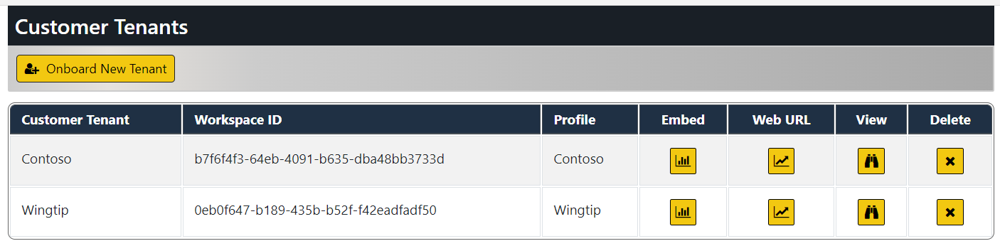 Customer Tenants
Onboard New Tenant
Customer Tenant Workspace ID Profile Embed Web URL View Delete
Contoso b7f6f4f3-64eb-4091-b635-dba48bb3733d Contoso
Wingtip 0eb0f647-b189-435b-b52f-f42eadfadf50 Wingtip